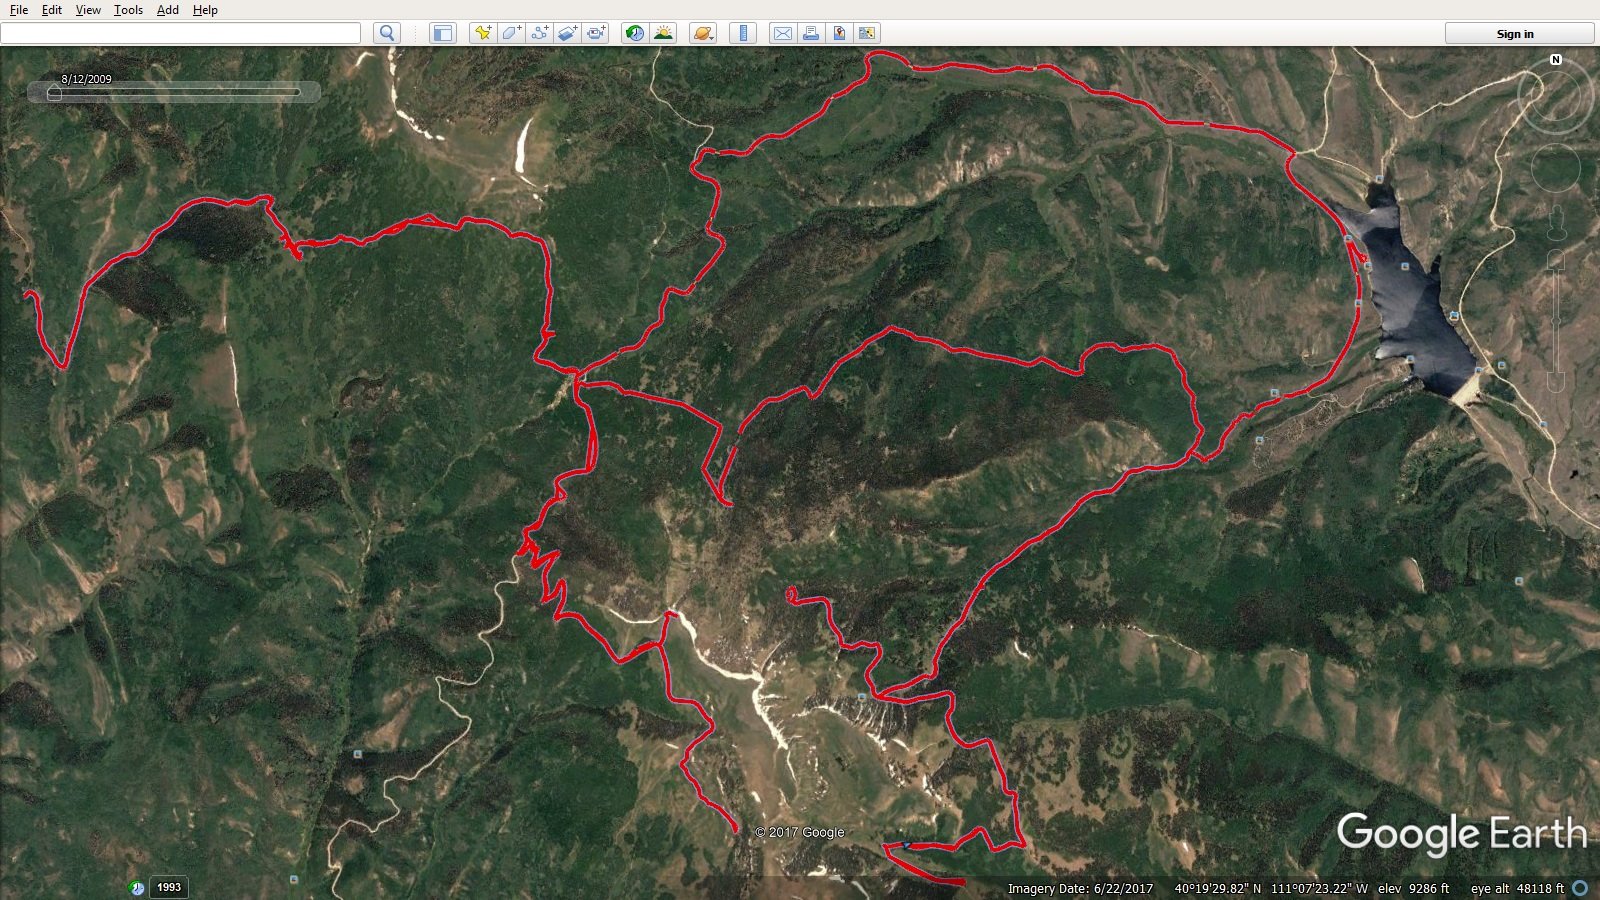 File Edit View Tools Add Help
Sign in
N
8/12/2009
© 2017 Google
Google Earth
1993
Imagery Date: 6/22/2017 40°19'29.82" N 111°07'23.22" W elev 9286 ft eye alt 48118 ft